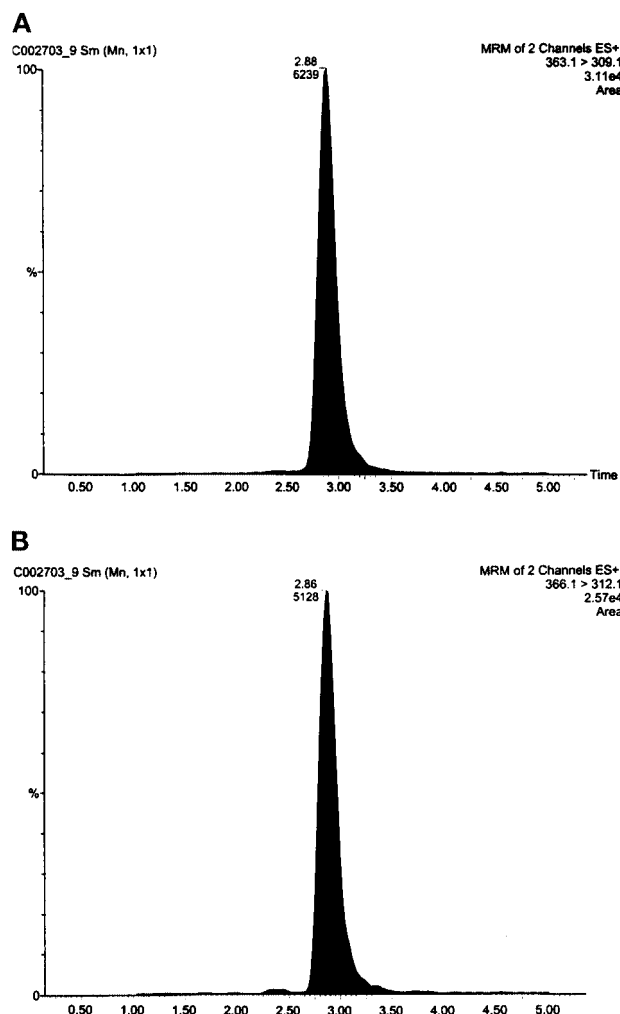 A
C002703_9 Sm (Mn, 1x1)
MRM of 2 Channels ES+
363.1 > 309.1
3.11e4
Area
2.88
6239
100
%
0
0.50 1.00 1.50 2.00 2.50 3.00 3.50 4.00 4.50 5.00
Time
B
C002703_9 Sm (Mn, 1x1)
MRM of 2 Channels ES+
366.1 > 312.1
2.57e4
Area
2.86
5128
100
%
0
0.50 1.00 1.50 2.00 2.50 3.00 3.50 4.00 4.50 5.00